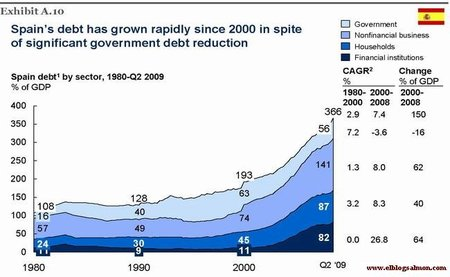 Exhibit A.10
Spain's debt has grown rapidly since 2000 in spite
of significant government debt reduction
Government
Nonfinancial business
Households
Financial institutions
Spain debt¹ by sector, 1980-Q2 2009
% of GDP
CAGR² Change
% % of GDP
1980- 2000- 2000-
2000 2008 2008
400
350
300
250
200
150
100
50
0
108
16
57
24
11
128
40
49
30
9
193
63
74
45
11
366
56
141
87
82
2.9 7.4 150
7.2 -3.6 -16
1.3 8.0 62
3.2 8.3 40
0.0 26.8 64
1980 1990 2000 Q2 '09
www.elblogsalmon.com